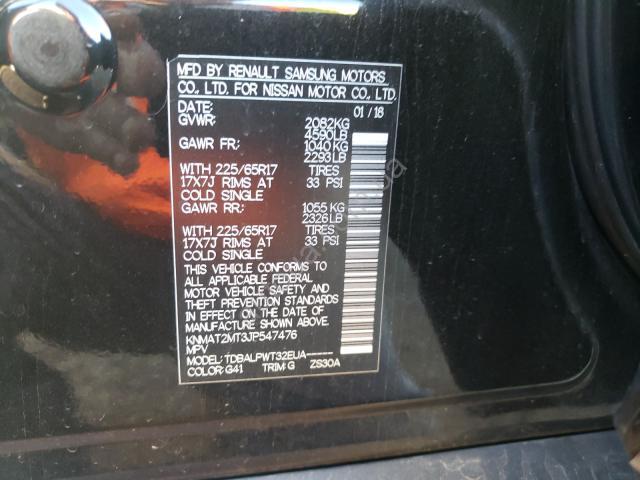 MFD BY RENAULT SAMSUNG MOTORS
CO., LTD. FOR NISSAN MOTOR CO., LTD.
DATE: 01/18
GVWR: 2082KG
4590LB
GAWR FR: 1040KG
2293LB
WITH 225/65R17 TIRES
17X7J RIMS AT 33 PSI
COLD SINGLE
GAWR RR: 1055 KG
2326LB
WITH 225/65R17 TIRES
17X7J RIMS AT 33 PSI
COLD SINGLE
THIS VEHICLE CONFORMS TO
ALL APPLICABLE FEDERAL
MOTOR VEHICLE SAFETY AND
THEFT PREVENTION STANDARDS
IN EFFECT ON THE DATE OF
MANUFACTURE SHOWN ABOVE.
KNMAT2MT3JP547476
MPV
MODEL: TDBALPWT32EUA-----
COLOR: G41 TRIM: G ZS30A